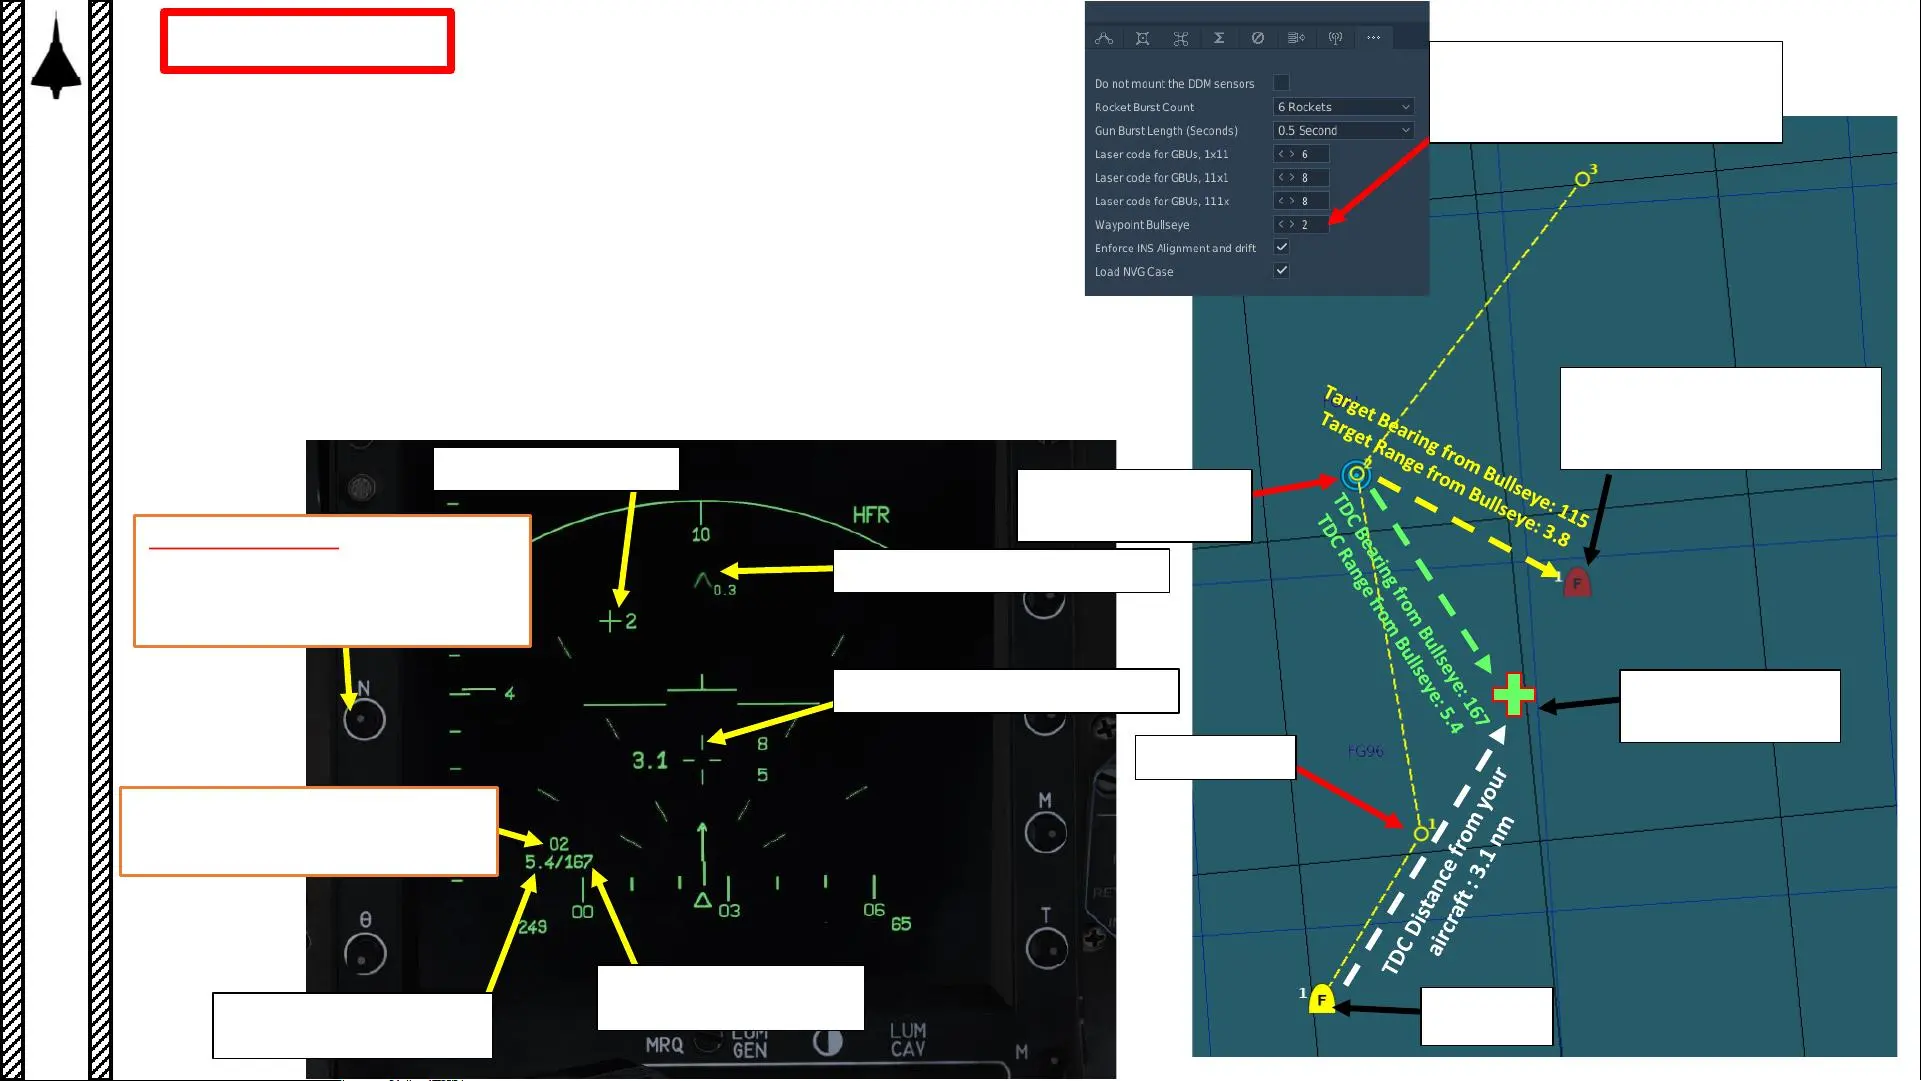 Do not mount the DDM sensors
Rocket Burst Count
6 Rockets
Gun Burst Length (Seconds)
0.5 Second
Laser code for GBUs, 1x11
< > 6
Laser code for GBUs, 11x1
< > 8
Laser code for GBUs, 111x
< > 8
Waypoint Bullseye
< > 2
Enforce INS Alignment and drift
Load NVG Case
3
Target Bearing from Bullseye: 115
Target Range from Bullseye: 3.8
2
TDC Bearing from Bullseye: 167
TDC Range from Bullseye: 5.4
1
F
FG96
1
TDC Distance from your
aircraft : 3.1 nm
1
F
HFR
10
0.3
2
N
4
3.1
8
5
M
02
5.4/167
00
03
06
249
65
θ
T
MRQ
LUM
GEN
LUM
CAV
M